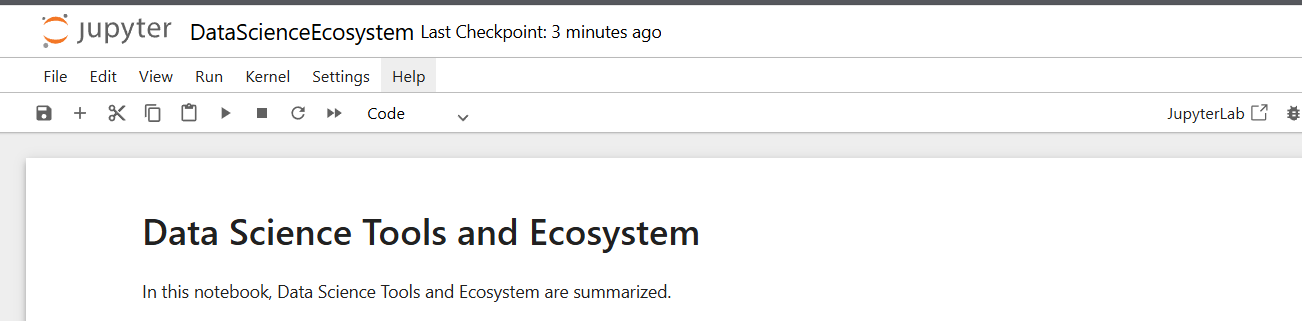 jupyter DataScienceEcosystem Last Checkpoint: 3 minutes ago
File Edit View Run Kernel Settings Help
Code JupyterLab
Data Science Tools and Ecosystem
In this notebook, Data Science Tools and Ecosystem are summarized.